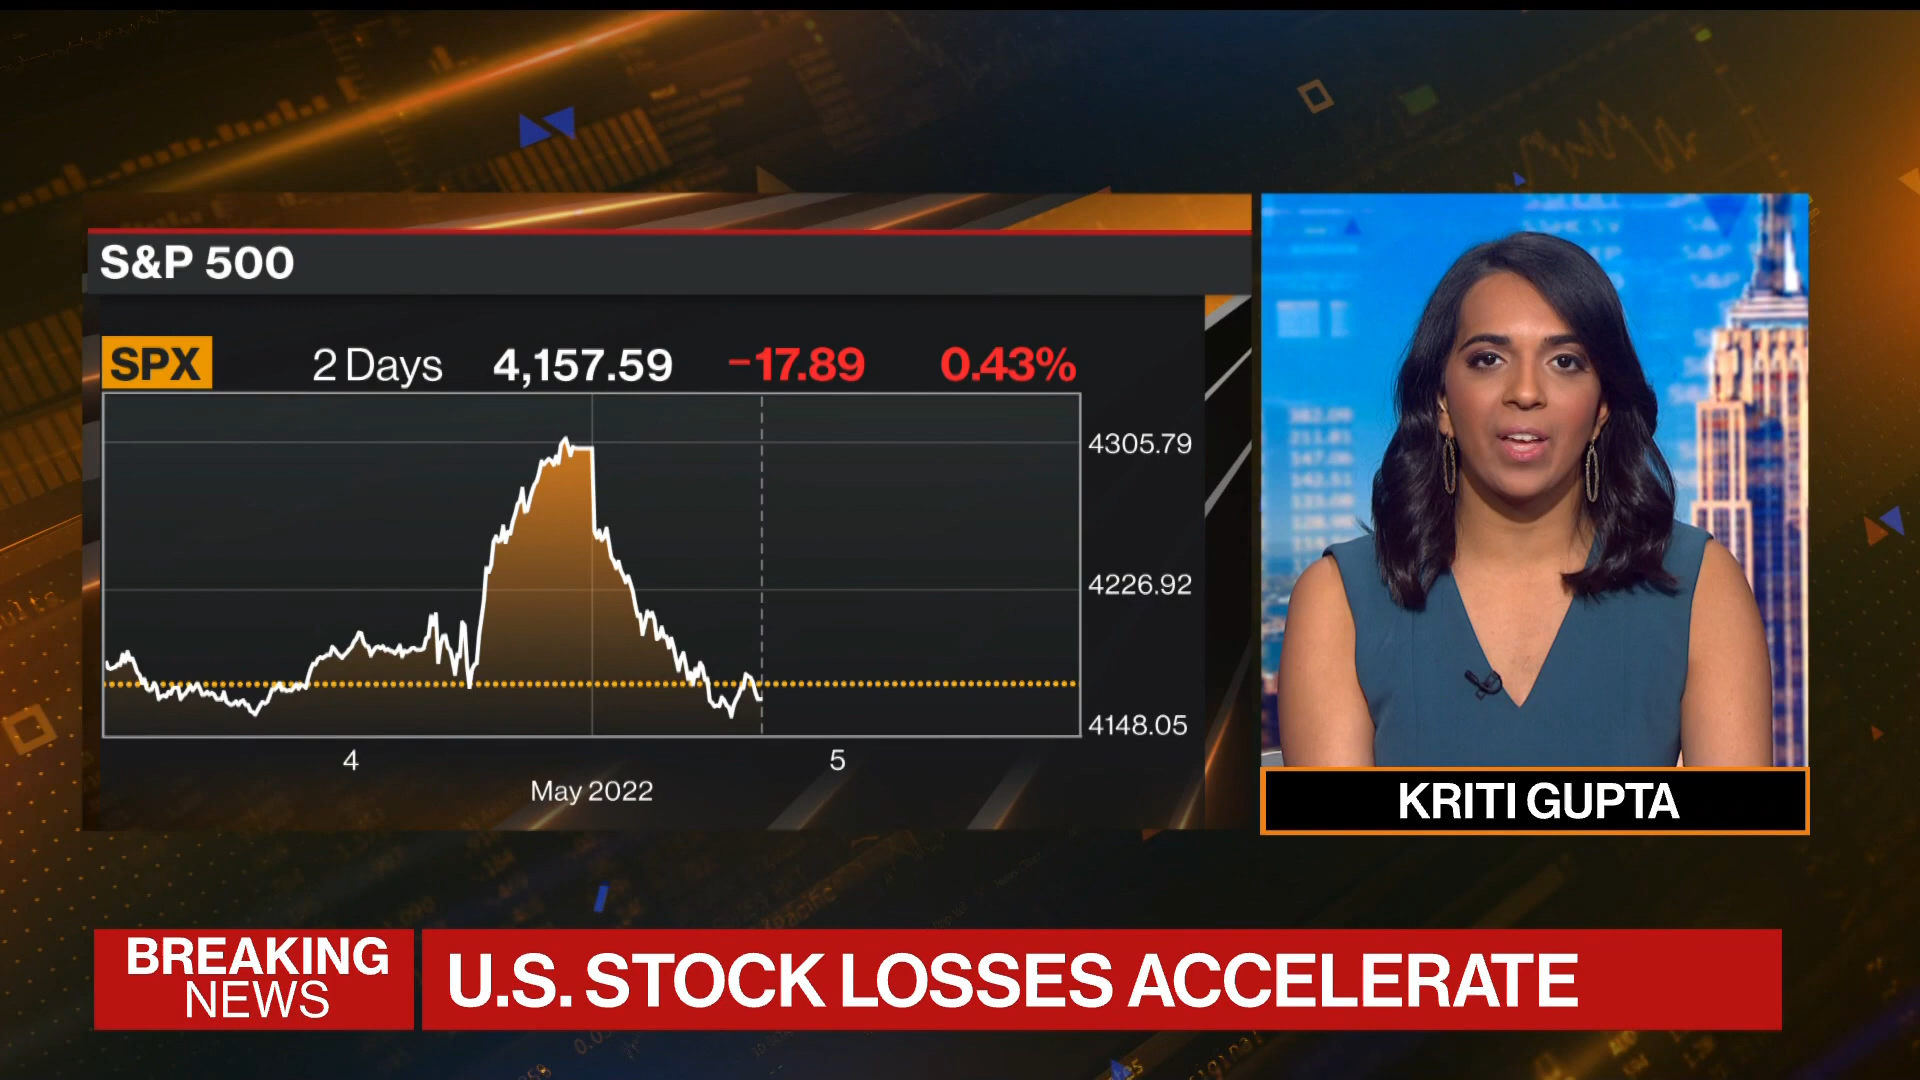 S&P 500
SPX 2 Days 4,157.59 -17.89 0.43%
4305.79
4226.92
4148.05
4 5
May 2022
KRITI GUPTA
BREAKING
NEWS
U.S. STOCK LOSSES ACCELERATE